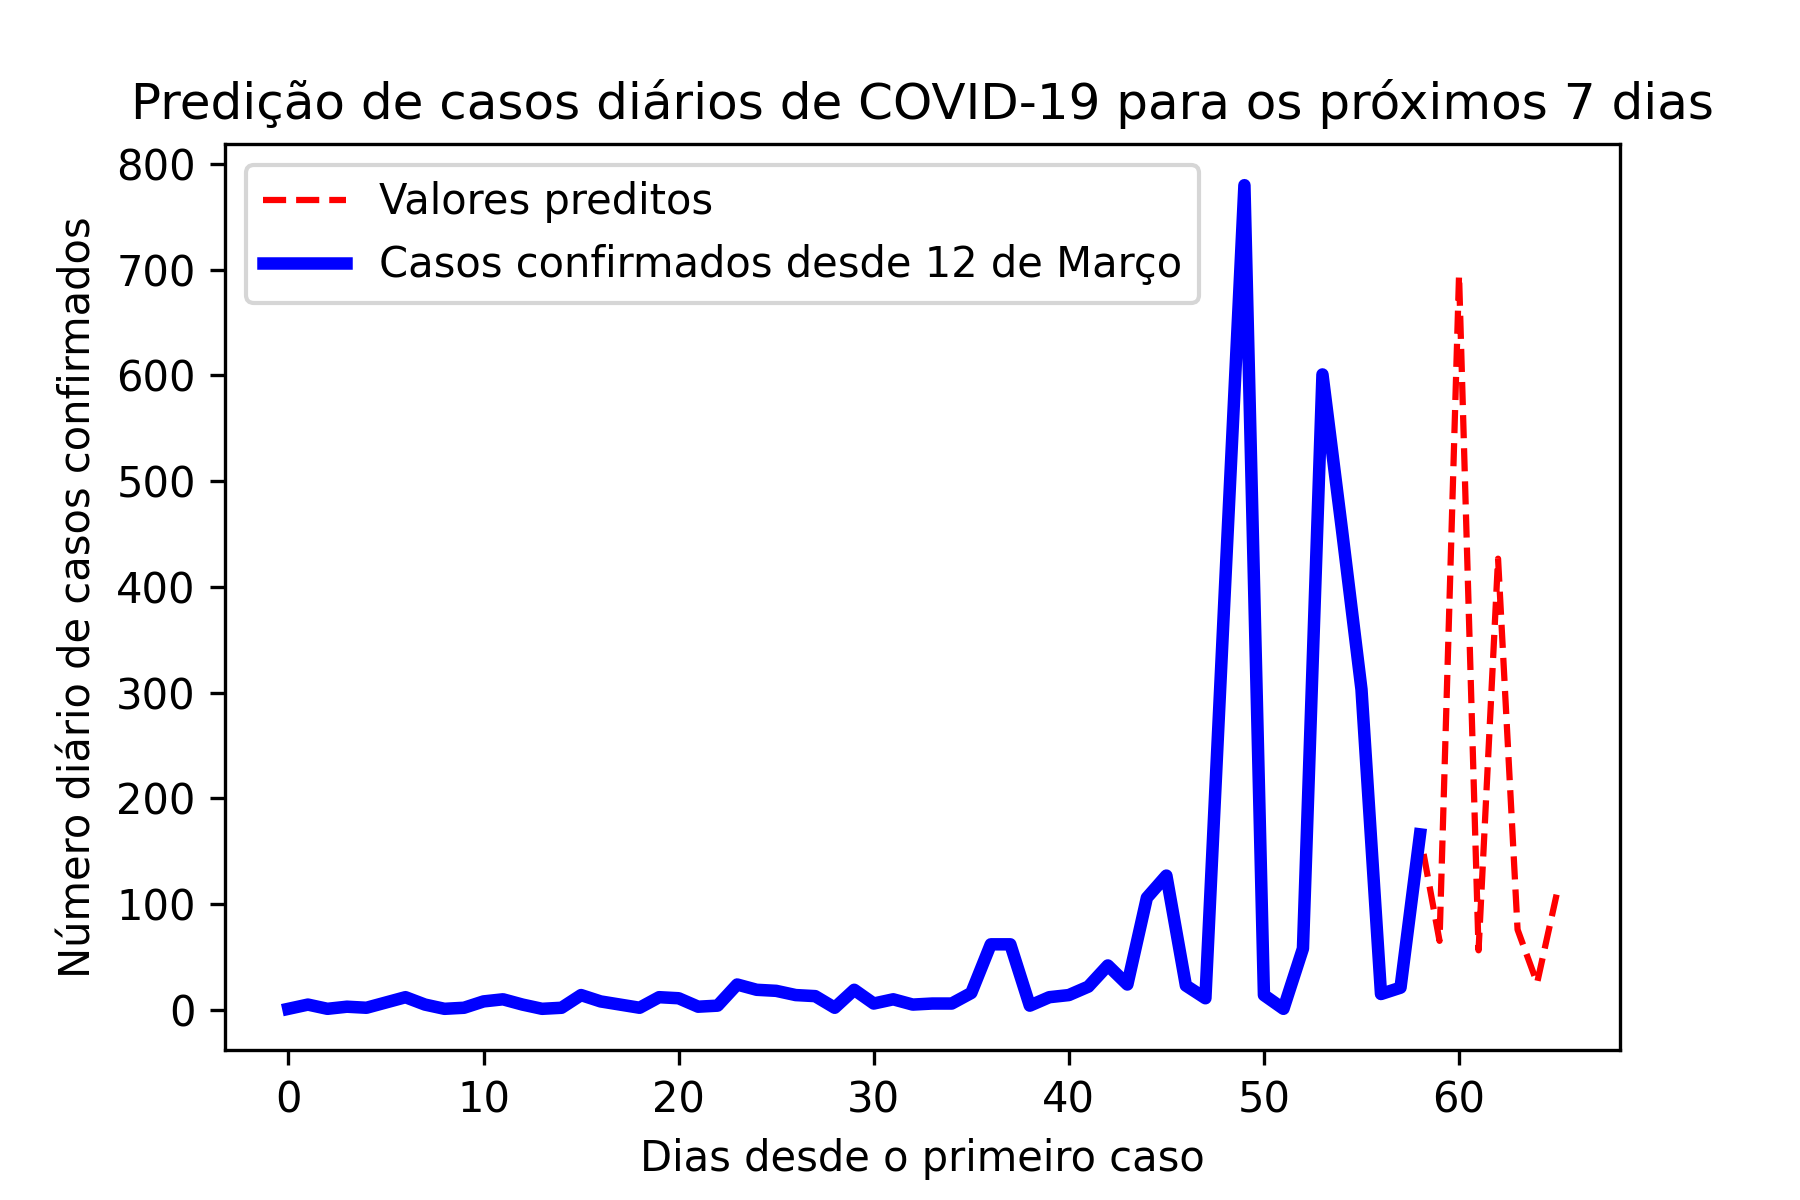 Predição de casos diários de COVID-19 para os próximos 7 dias
Valores preditos
Casos confirmados desde 12 de Março
Número diário de casos confirmados
800
700
600
500
400
300
200
100
0
0 10 20 30 40 50 60
Dias desde o primeiro caso